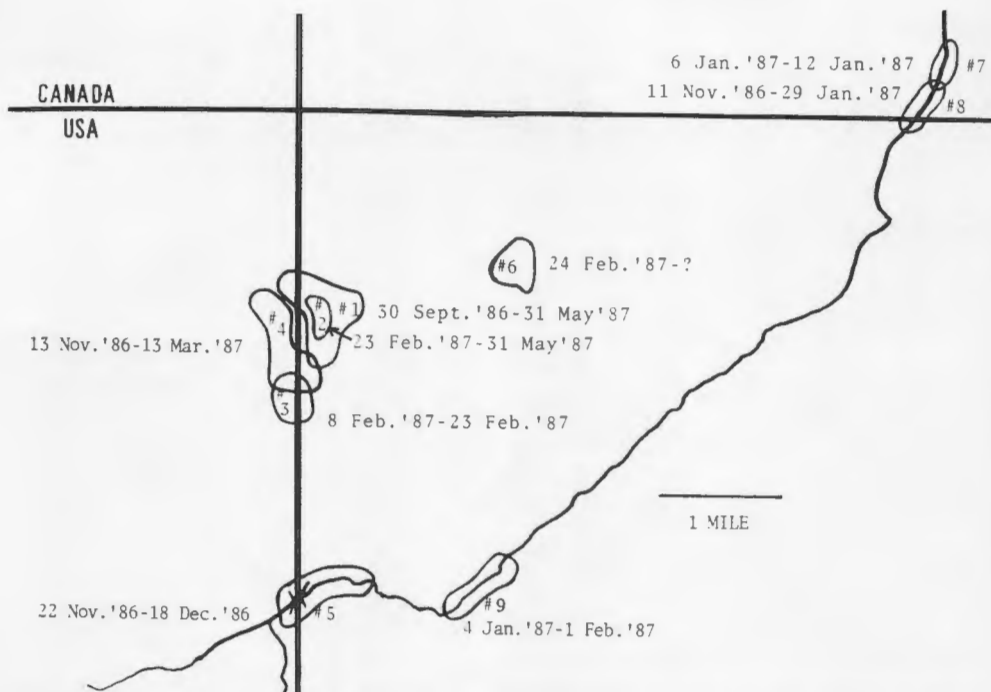 6 Jan.'87-12 Jan.'87 #7
CANADA
11 Nov.'86-29 Jan.'87 #8
USA
#6 24 Feb.'87-?
#1 30 Sept.'86-31 May'87
#2 23 Feb.'87-31 May'87
#4
13 Nov.'86-13 Mar.'87
#3
8 Feb.'87-23 Feb.'87
1 MILE
22 Nov.'86-18 Dec.'86 #5
#9
4 Jan.'87-1 Feb.'87